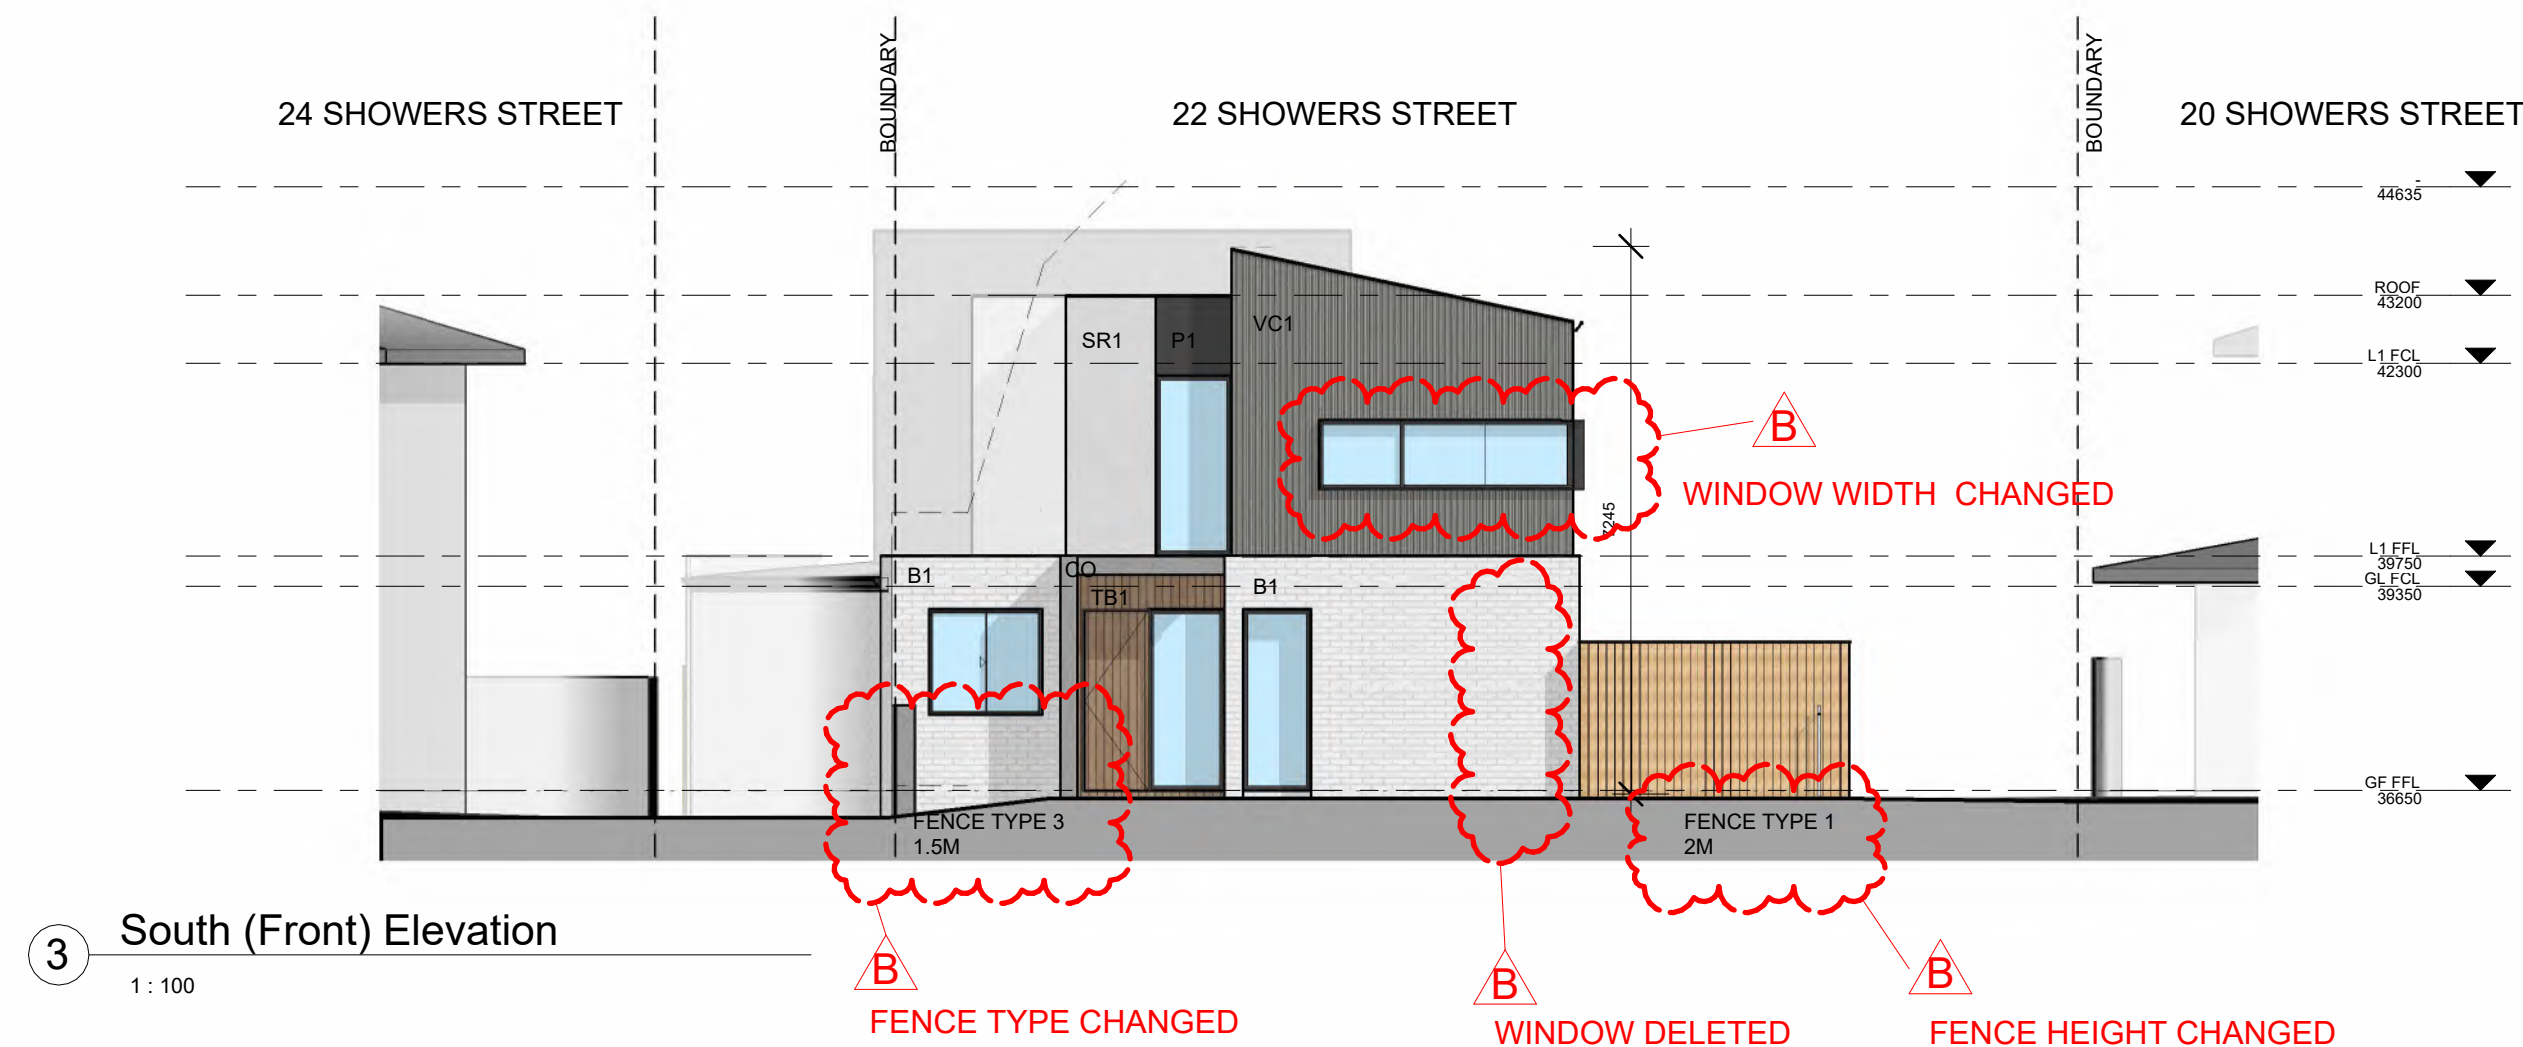 BOUNDARY
BOUNDARY
24 SHOWERS STREET
22 SHOWERS STREET
20 SHOWERS STREET
-
44635
ROOF
43200
VC1
SR1
P1
L1 FCL
42300
B
WINDOW WIDTH CHANGED
7245
L1 FFL
39750
CO
B1
GL FCL
39350
TB1
B1
GF FFL
36650
FENCE TYPE 3
1.5M
FENCE TYPE 1
2M
3
South (Front) Elevation
1 : 100
B
FENCE TYPE CHANGED
B
WINDOW DELETED
B
FENCE HEIGHT CHANGED